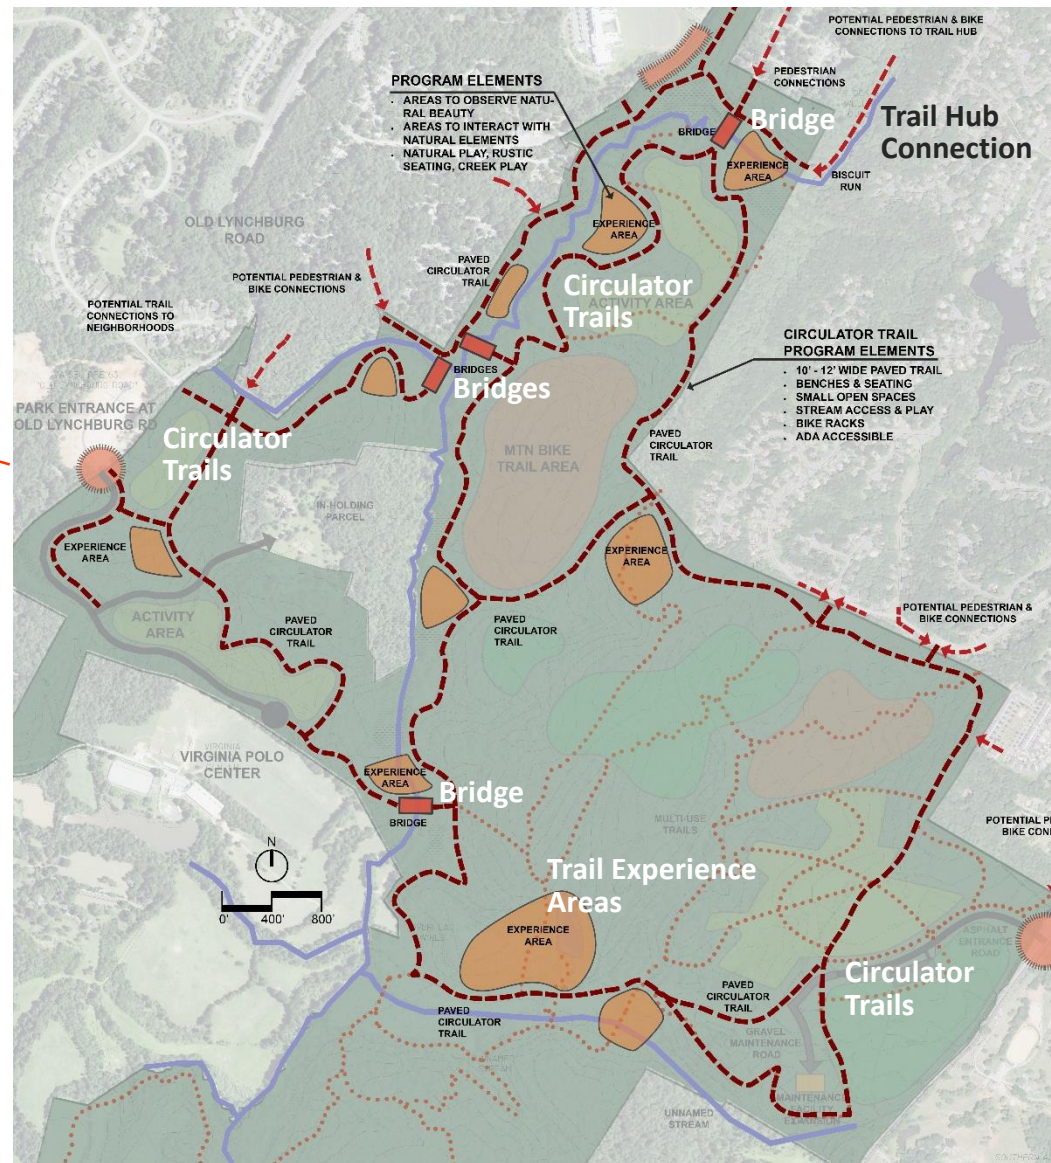 POTENTIAL PEDESTRIAN & BIKE
CONNECTIONS TO TRAIL HUB
PEDESTRIAN
CONNECTIONS
PROGRAM ELEMENTS
• AREAS TO OBSERVE NATU-
RAL BEAUTY
• AREAS TO INTERACT WITH
NATURAL ELEMENTS
• NATURAL PLAY, RUSTIC
SEATING, CREEK PLAY
BRIDGE
Bridge
Trail Hub
Connection
EXPERIENCE
AREA
BISCUIT
RUN
OLD LYNCHBURG
ROAD
EXPERIENCE
AREA
PAVED
CIRCULATOR
TRAIL
POTENTIAL PEDESTRIAN &
BIKE CONNECTIONS
Circulator
Trails
ACTIVITY AREA
POTENTIAL TRAIL
CONNECTIONS TO
NEIGHBORHOODS
CIRCULATOR TRAIL
PROGRAM ELEMENTS
• 10' - 12' WIDE PAVED TRAIL
• BENCHES & SEATING
• SMALL OPEN SPACES
• STREAM ACCESS & PLAY
• BIKE RACKS
• ADA ACCESSIBLE
BRIDGES
Bridges
PARK ENTRANCE AT
OLD LYNCHBURG RD
Circulator
Trails
MTN BIKE
TRAIL AREA
PAVED
CIRCULATOR
TRAIL
IN-HOLDING
PARCEL
EXPERIENCE
AREA
EXPERIENCE
AREA
ACTIVITY
AREA
PAVED
CIRCULATOR
TRAIL
PAVED
CIRCULATOR
TRAIL
POTENTIAL PEDESTRIAN &
BIKE CONNECTIONS
VIRGINIA POLO
CENTER
EXPERIENCE
AREA
Bridge
BRIDGE
MULTI-USE
TRAILS
N
0' 400' 800'
Trail Experience
Areas
EXPERIENCE
AREA
ASPHALT
ENTRANCE
ROAD
Circulator
Trails
PAVED
CIRCULATOR
TRAIL
PAVED
CIRCULATOR
TRAIL
GRAVEL
MAINTENANCE
ROAD
MAINTENANCE
FACILITY
EXPANSION
UNNAMED
STREAM